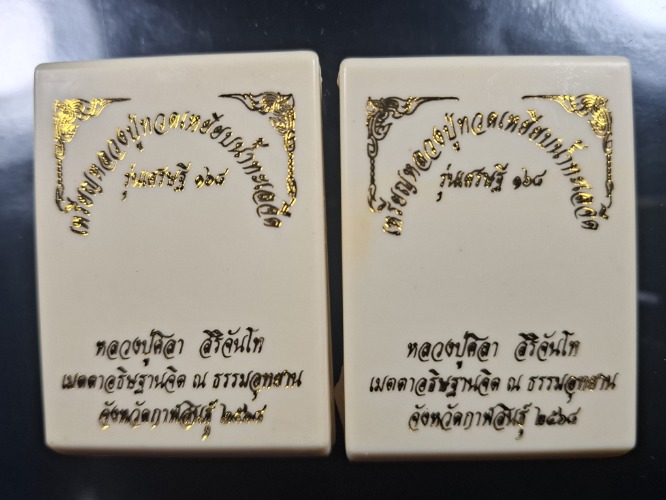 เหรียญหลวงปู่ทวดเหยียบน้ำทะเลจืด
รุ่นเศรษฐี ๑๖๘
หลวงปู่ศิลา สิริจันโท
เมตตาอธิษฐานจิต ณ ธรรมอุทยาน
จังหวัดกาฬสินธุ์ ๒๕๖๘
เหรียญหลวงปู่ทวดเหยียบน้ำทะเลจืด
รุ่นเศรษฐี ๑๖๘
หลวงปู่ศิลา สิริจันโท
เมตตาอธิษฐานจิต ณ ธรรมอุทยาน
จังหวัดกาฬสินธุ์ ๒๕๖๘